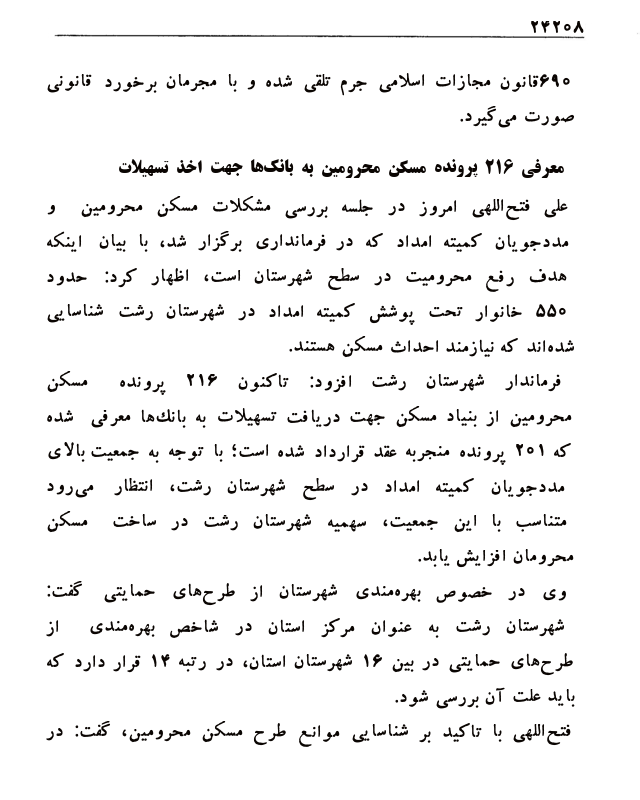 ۲۴۲۰۸
۶۹۰قانون مجازات اسلامی جرم تلقی شده و با مجرمان برخورد قانونی
صورت می‌گیرد.
معرفی ۲۱۶ پرونده مسکن محرومین به بانک‌ها جهت اخذ تسهیلات
علی فتح‌اللهی امروز در جلسه بررسی مشکلات مسکن محرومین و
مددجویان کمیته امداد که در فرمانداری برگزار شد، با بیان اینکه
هدف رفع محرومیت در سطح شهرستان است، اظهار کرد: حدود
۵۵۰ خانوار تحت پوشش کمیته امداد در شهرستان رشت شناسایی
شده‌اند که نیازمند احداث مسکن هستند.
فرماندار شهرستان رشت افزود: تاکنون ۲۱۶ پرونده مسکن
محرومین از بنیاد مسکن جهت دریافت تسهیلات به بانک‌ها معرفی شده
که ۲۰۱ پرونده منجربه عقد قرارداد شده است؛ با توجه به جمعیت بالای
مددجویان کمیته امداد در سطح شهرستان رشت، انتظار می‌رود
متناسب با این جمعیت، سهمیه شهرستان رشت در ساخت مسکن
محرومان افزایش یابد.
وی در خصوص بهره‌مندی شهرستان از طرح‌های حمایتی گفت:
شهرستان رشت به عنوان مرکز استان در شاخص بهره‌مندی از
طرح‌های حمایتی در بین ۱۶ شهرستان استان، در رتبه ۱۴ قرار دارد که
باید علت آن بررسی شود.
فتح‌اللهی با تاکید بر شناسایی موانع طرح مسکن محرومین، گفت: در